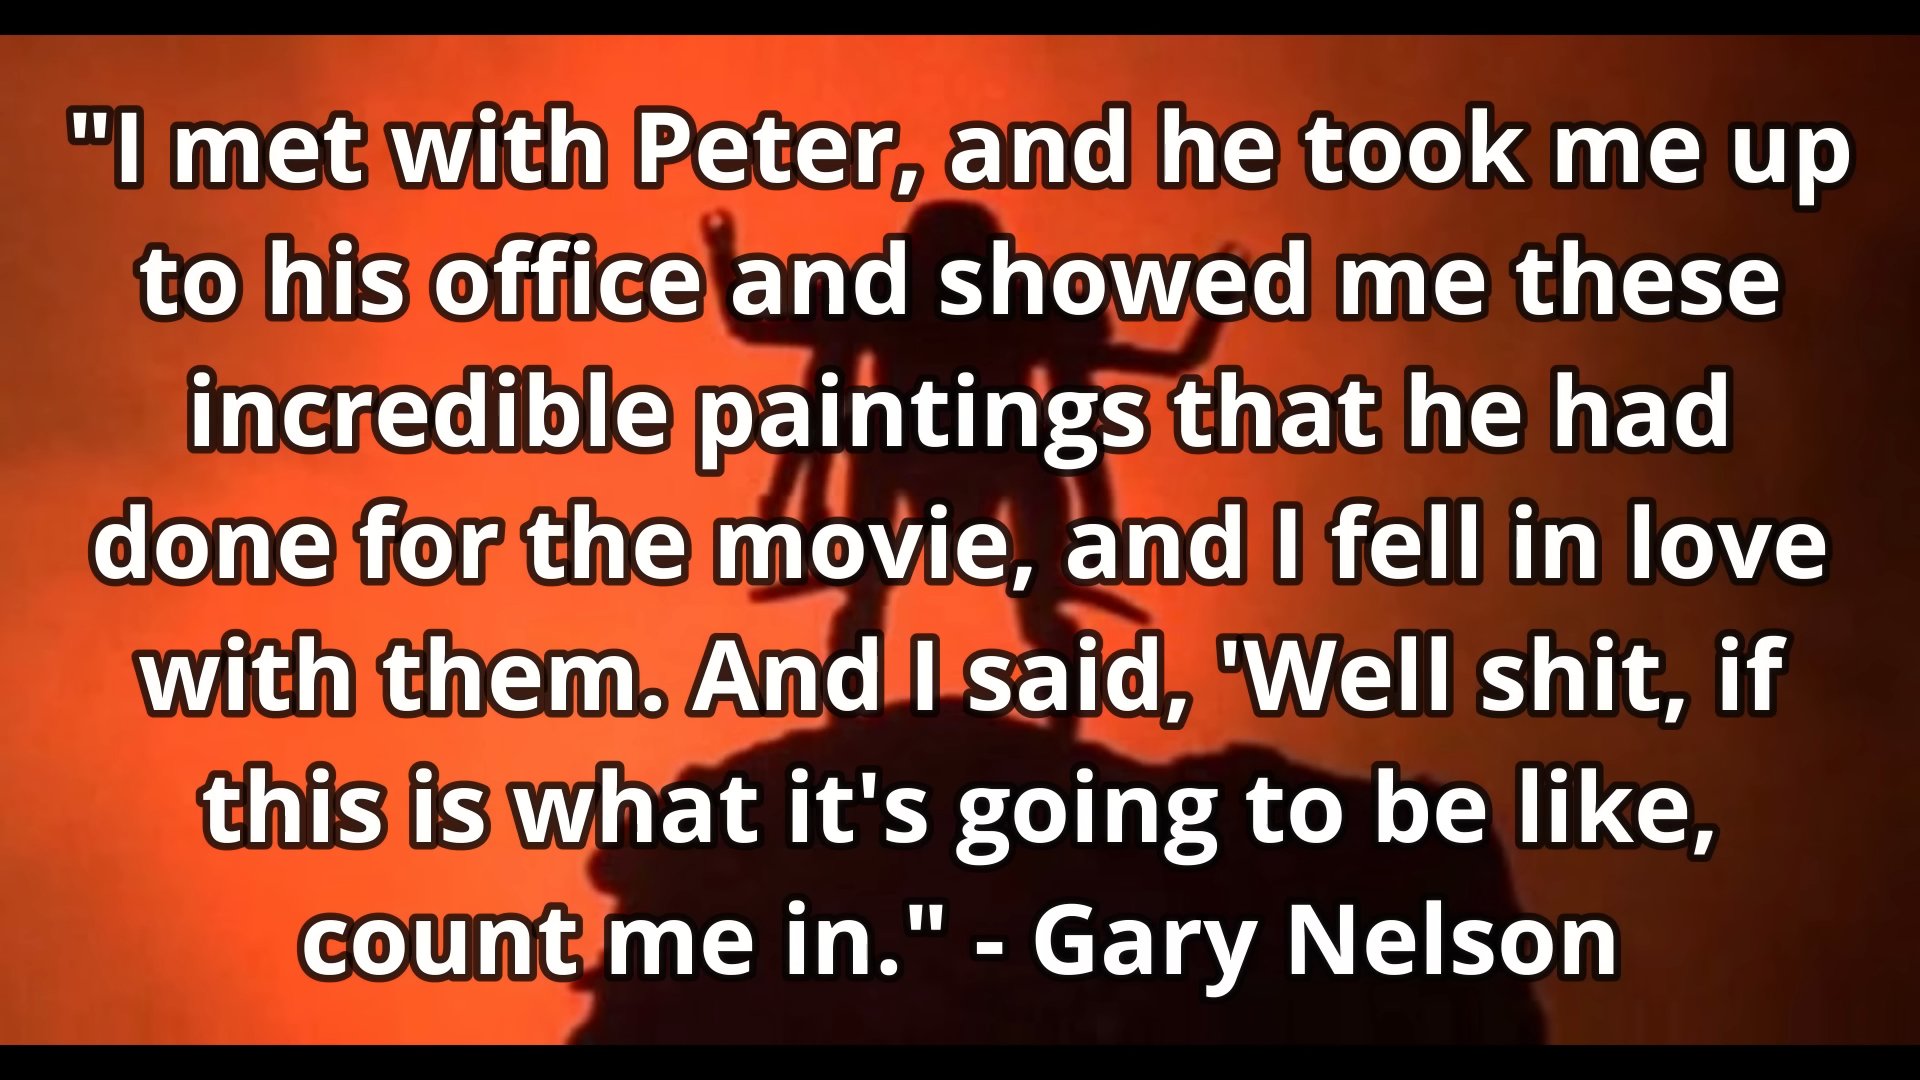 "I met with Peter, and he took me up
to his office and showed me these
incredible paintings that he had
done for the movie, and I fell in love
with them. And I said, 'Well shit, if
this is what it's going to be like,
count me in." - Gary Nelson